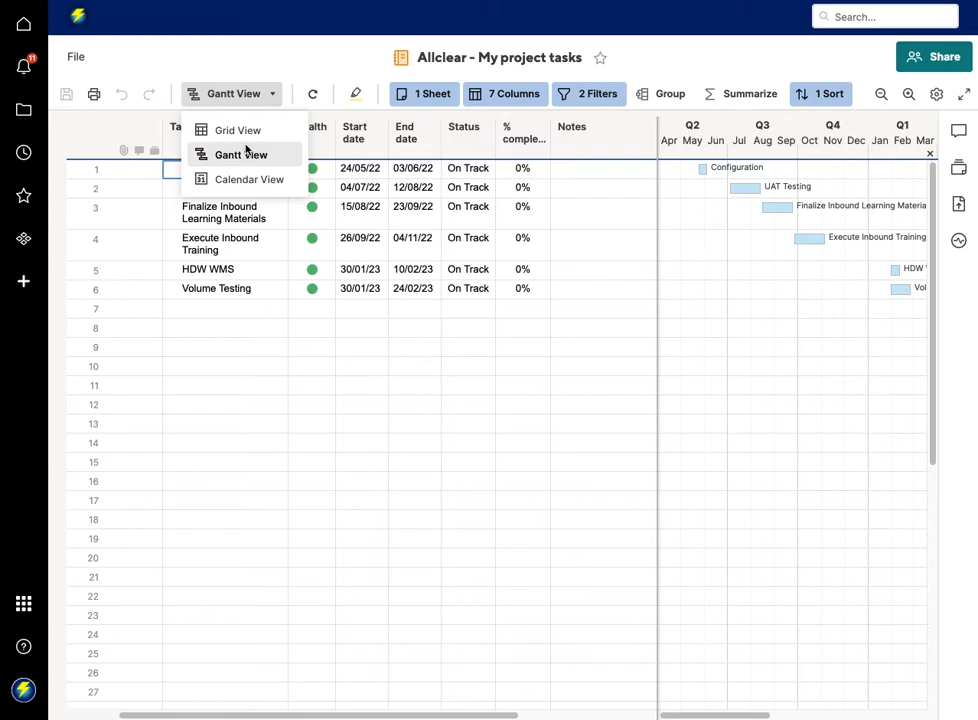 Search...
11
File
Allclear - My project tasks
Share
Gantt View
1 Sheet
7 Columns
2 Filters
Group
Summarize
1 Sort
Grid View
Gantt View
Calendar View
Ta
alth
Start date
End date
Status
% comple...
Notes
Q2 Q3 Q4 Q1
Apr May Jun Jul Aug Sep Oct Nov Dec Jan Feb Mar
1 24/05/22 03/06/22 On Track 0% Configuration
2 04/07/22 12/08/22 On Track 0% UAT Testing
3 Finalize Inbound Learning Materials 15/08/22 23/09/22 On Track 0% Finalize Inbound Learning Materia
4 Execute Inbound Training 26/09/22 04/11/22 On Track 0% Execute Inbound Training
5 HDW WMS 30/01/23 10/02/23 On Track 0% HDW
6 Volume Testing 30/01/23 24/02/23 On Track 0% Vol
7
8
9
10
11
12
13
14
15
16
17
18
19
20
21
22
23
24
25
26
27